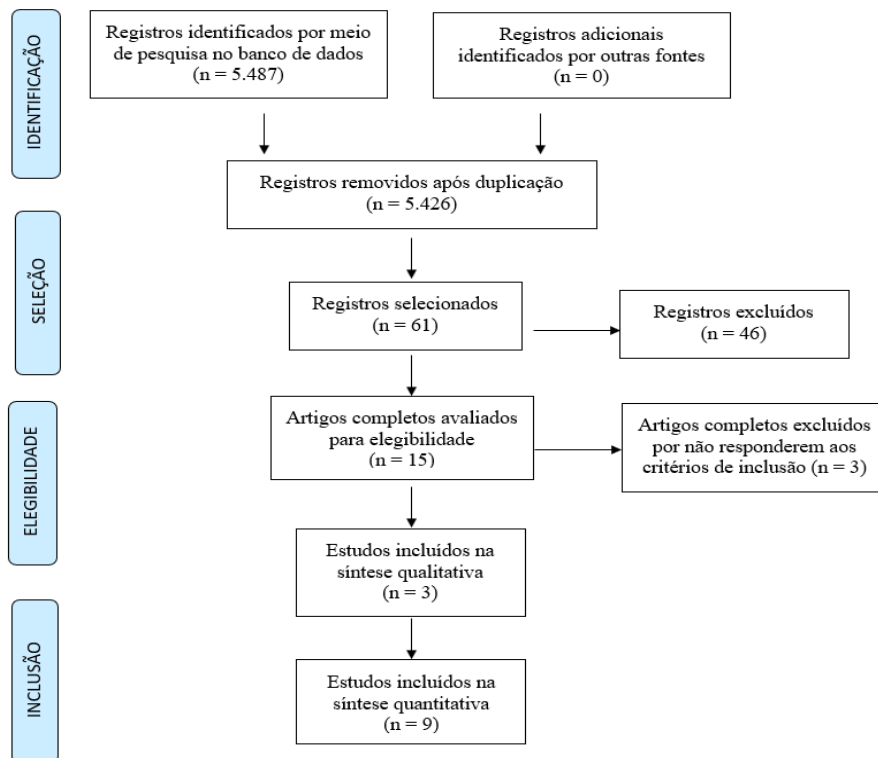 IDENTIFICAÇÃO
Registros identificados por meio
de pesquisa no banco de dados
(n = 5.487)
Registros adicionais
identificados por outras fontes
(n = 0)
Registros removidos após duplicação
(n = 5.426)
SELEÇÃO
Registros selecionados
(n = 61)
Registros excluídos
(n = 46)
ELEGIBILIDADE
Artigos completos avaliados
para elegibilidade
(n = 15)
Artigos completos excluídos
por não responderem aos
critérios de inclusão (n = 3)
Estudos incluídos na
síntese qualitativa
(n = 3)
INCLUSÃO
Estudos incluídos na
síntese quantitativa
(n = 9)